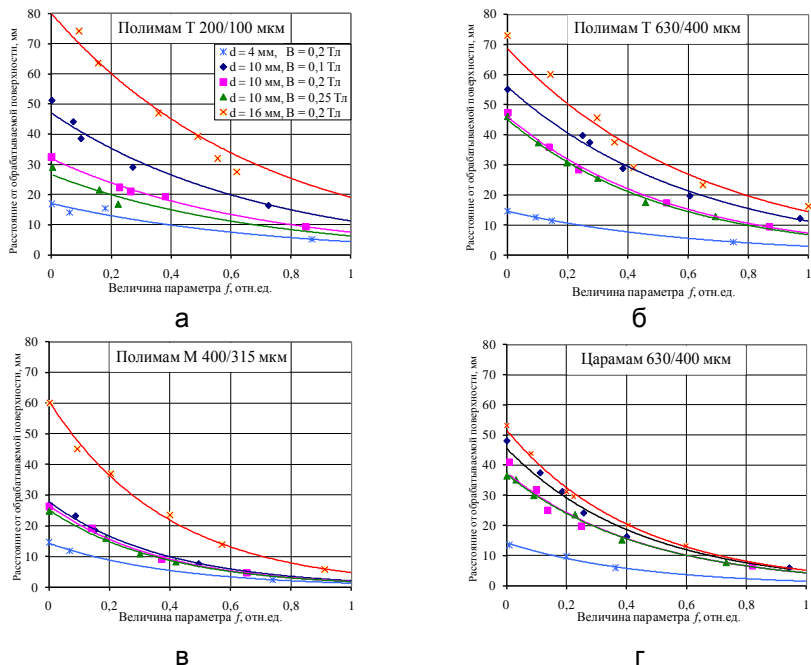 Полимам Т 200/100 мкм
d = 4 мм, В = 0,2 Тл
d = 10 мм, В = 0,1 Тл
d = 10 мм, В = 0,2 Тл
d = 10 мм, В = 0,25 Тл
d = 16 мм, В = 0,2 Тл
Расстояние от обрабатываемой поверхности, мм
80
70
60
50
40
30
20
10
0
0 0,2 0,4 0,6 0,8 1
Величина параметра f, отн.ед.
а
Полимам Т 630/400 мкм
Расстояние от обрабатываемой поверхности, мм
80
70
60
50
40
30
20
10
0
0 0,2 0,4 0,6 0,8 1
Величина параметра f, отн.ед.
б
Полимам М 400/315 мкм
Расстояние от обрабатываемой поверхности, мм
80
70
60
50
40
30
20
10
0
0 0,2 0,4 0,6 0,8 1
Величина параметра f, отн.ед.
в
Царамам 630/400 мкм
Расстояние от обрабатываемой поверхности, мм
80
70
60
50
40
30
20
10
0
0 0,2 0,4 0,6 0,8 1
Величина параметра f, отн.ед.
г